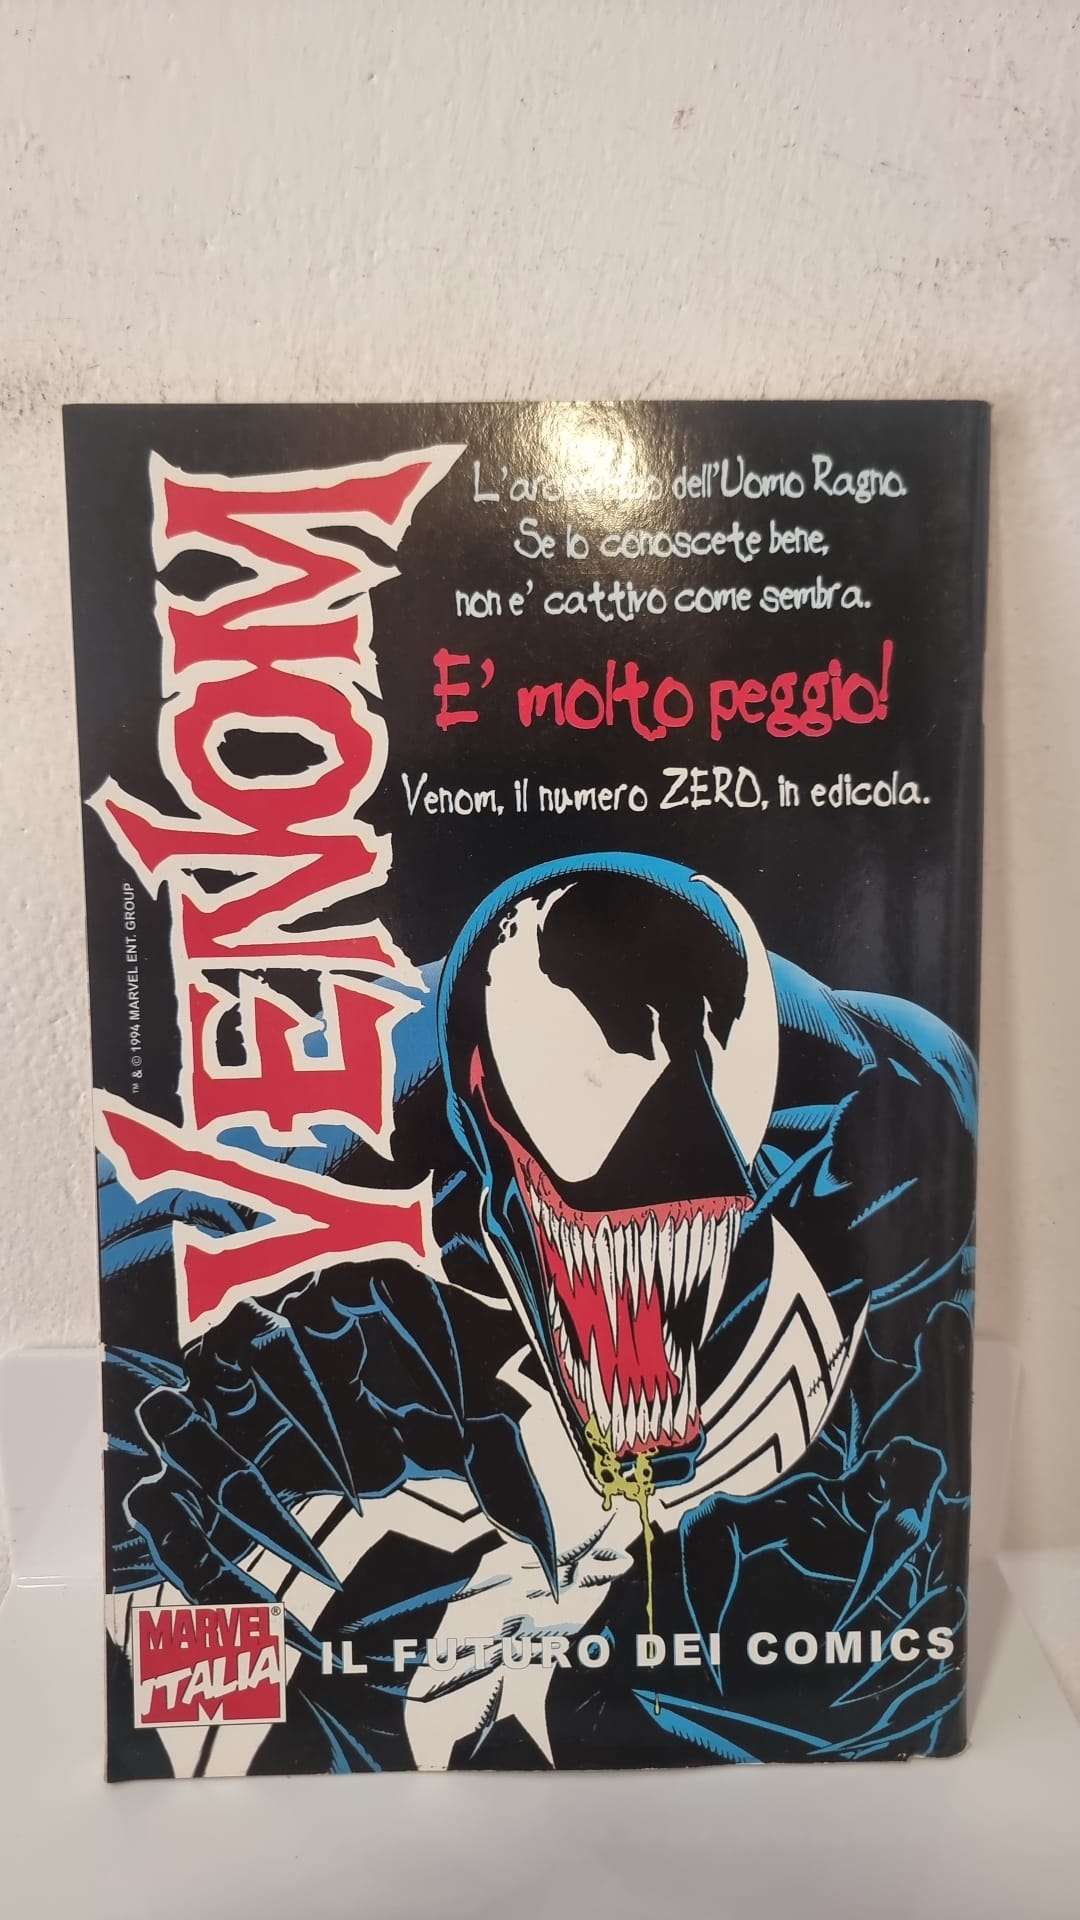 VENOM
L' dell'Uomo Ragno.
Se lo conoscete bene,
non e' cattivo come sembra.
E' molto peggio!
Venom, il numero ZERO, in edicola.
™ & © 1994 MARVEL ENT. GROUP
MARVEL®
ITALIA
IL FUTURO DEI COMICS